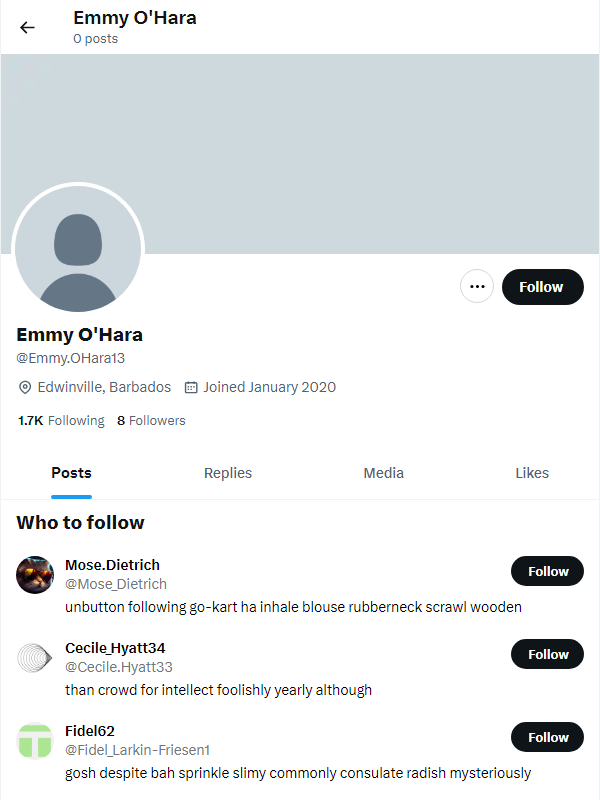 Emmy O'Hara
0 posts
Follow
Emmy O'Hara
@Emmy.OHara13
Edwinville, Barbados Joined January 2020
1.7K Following 8 Followers
Posts Replies Media Likes
Who to follow
Mose.Dietrich
@Mose_Dietrich
Follow
unbutton following go-kart ha inhale blouse rubberneck scrawl wooden
Cecile_Hyatt34
@Cecile.Hyatt33
Follow
than crowd for intellect foolishly yearly although
Fidel62
@Fidel_Larkin-Friesen1
Follow
gosh despite bah sprinkle slimy commonly consulate radish mysteriously